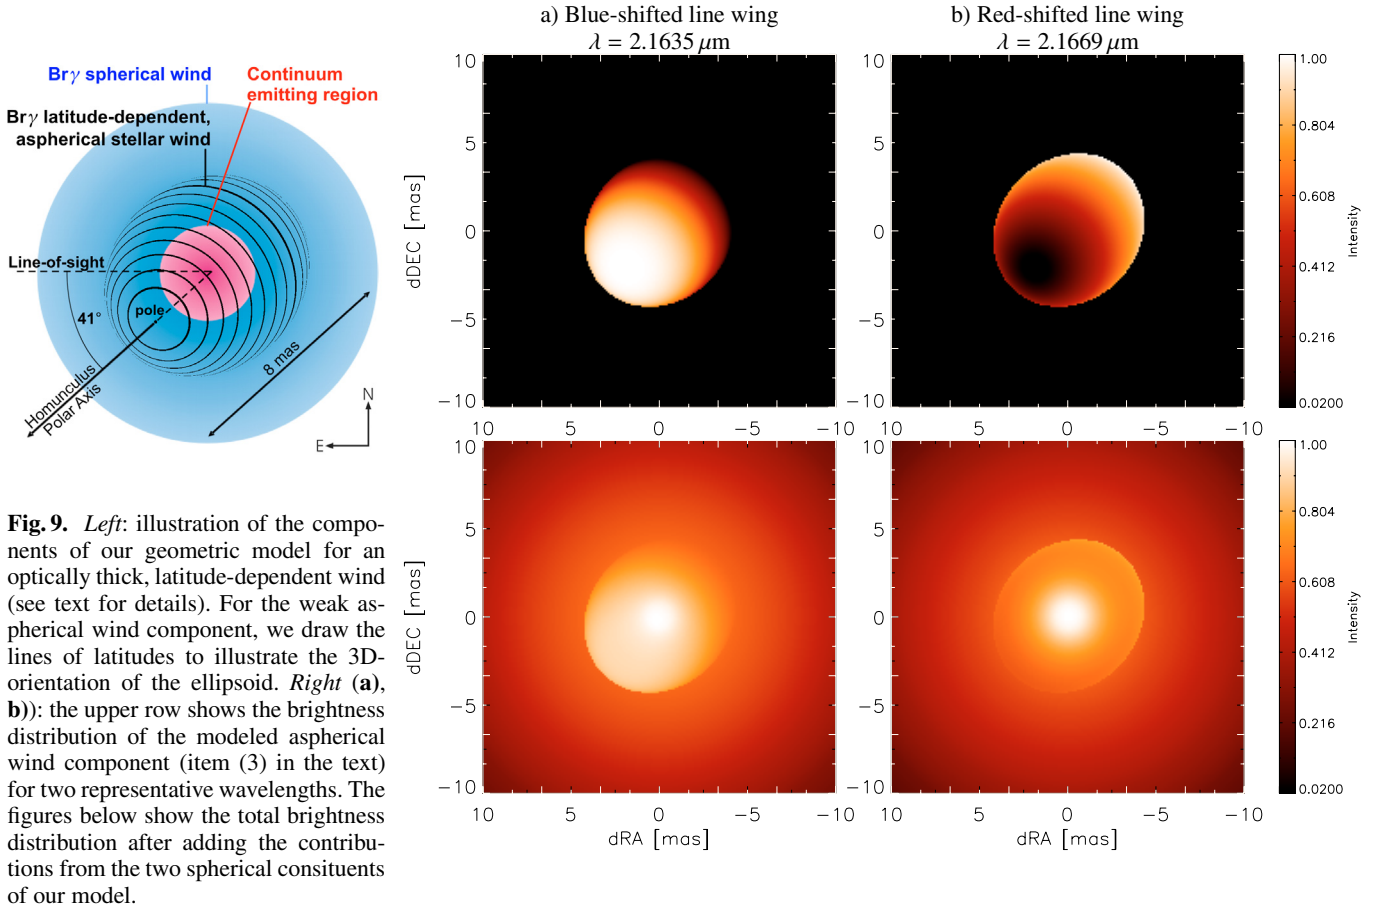 a) Blue-shifted line wing
λ = 2.1635 μm
b) Red-shifted line wing
λ = 2.1669 μm
Brγ spherical wind
Continuum
emitting region
Brγ latitude-dependent,
aspherical stellar wind
Line-of-sight
pole
41°
8 mas
Homunculus
Polar Axis
N
E
10
5
0
−5
−10
dDEC [mas]
10 5 0 −5 −10
1.00
0.804
0.608
0.412
0.216
0.0200
Intensity
10
5
0
−5
−10
dDEC [mas]
0 −5 −10
0 −5 −10
10 5 0 −5 −10
10 5 0 −5 −10
dRA [mas]
dRA [mas]
1.00
0.804
0.608
0.412
0.216
0.0200
Intensity
Fig. 9. Left: illustration of the compo-
nents of our geometric model for an
optically thick, latitude-dependent wind
(see text for details). For the weak as-
pherical wind component, we draw the
lines of latitudes to illustrate the 3D-
orientation of the ellipsoid. Right (a),
b)): the upper row shows the brightness
distribution of the modeled aspherical
wind component (item (3) in the text)
for two representative wavelengths. The
figures below show the total brightness
distribution after adding the contribu-
tions from the two spherical consituents
of our model.